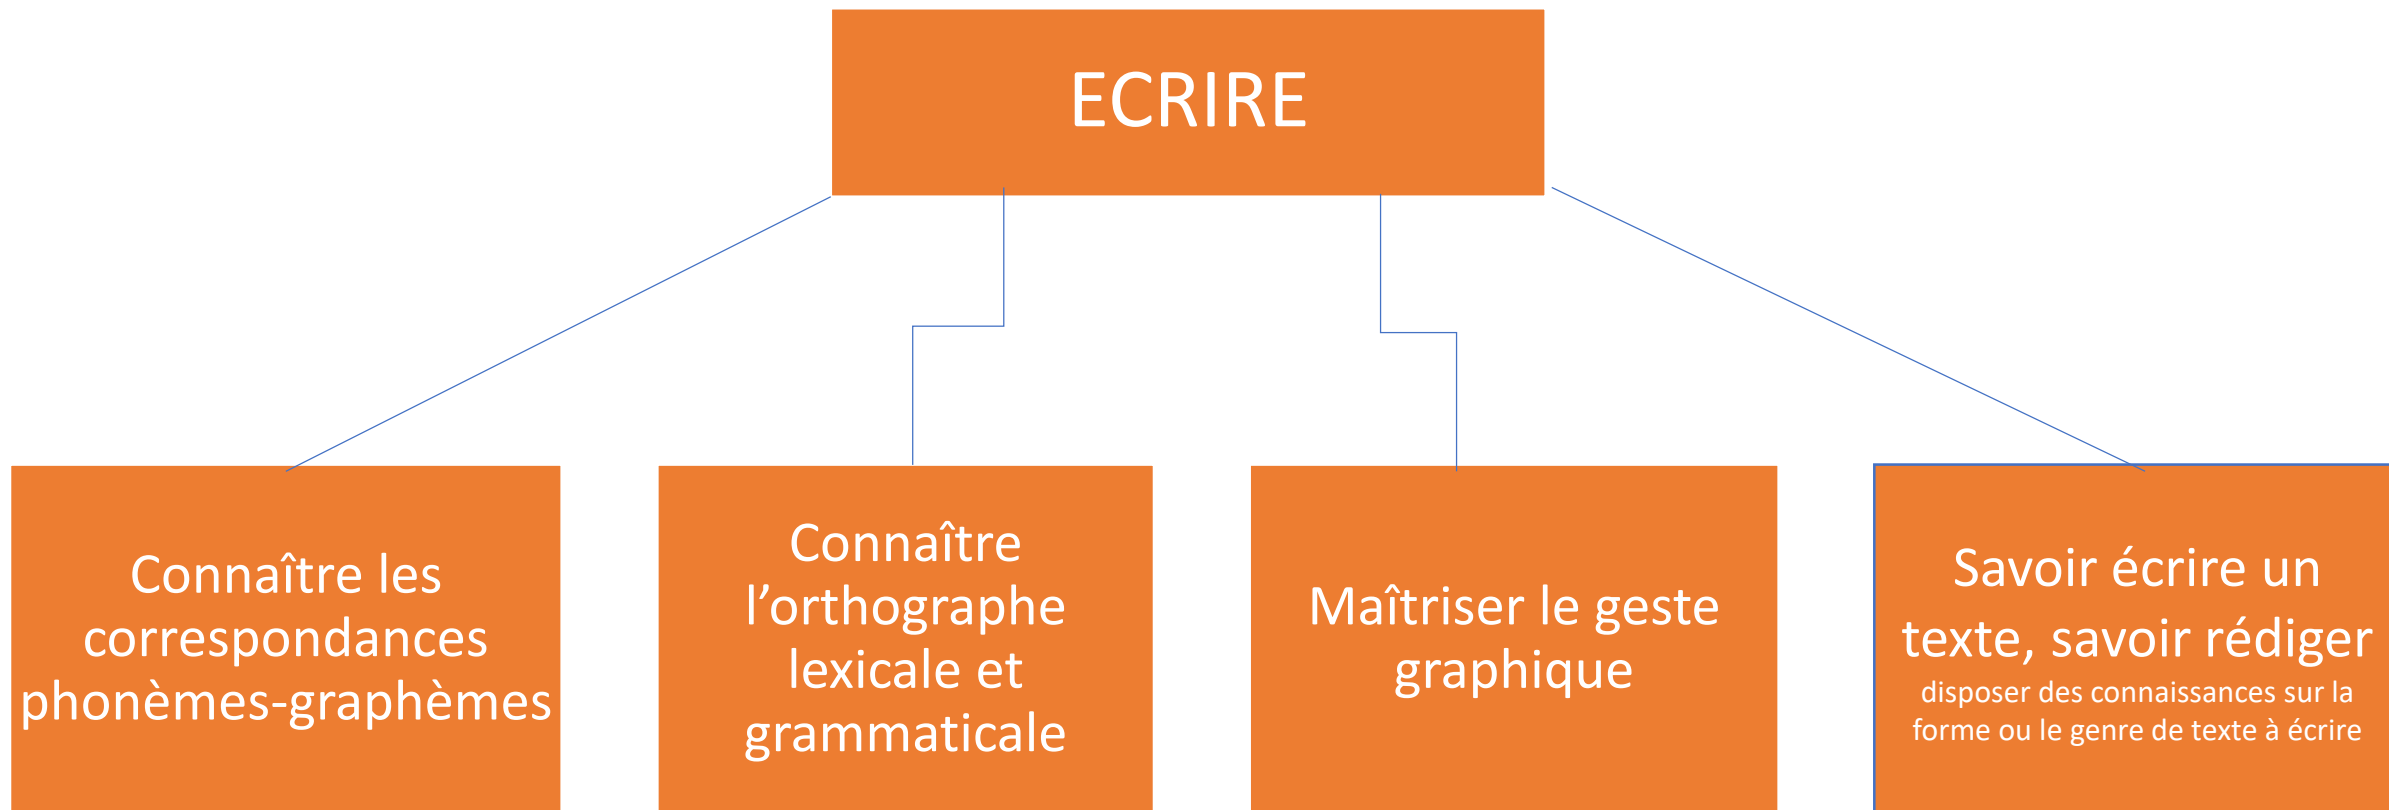 ECRIRE
Connaître les
correspondances
phonèmes-graphèmes
Connaître
l’orthographe
lexicale et
grammaticale
Maîtriser le geste
graphique
Savoir écrire un
texte, savoir rédiger
disposer des connaissances sur la
forme ou le genre de texte à écrire